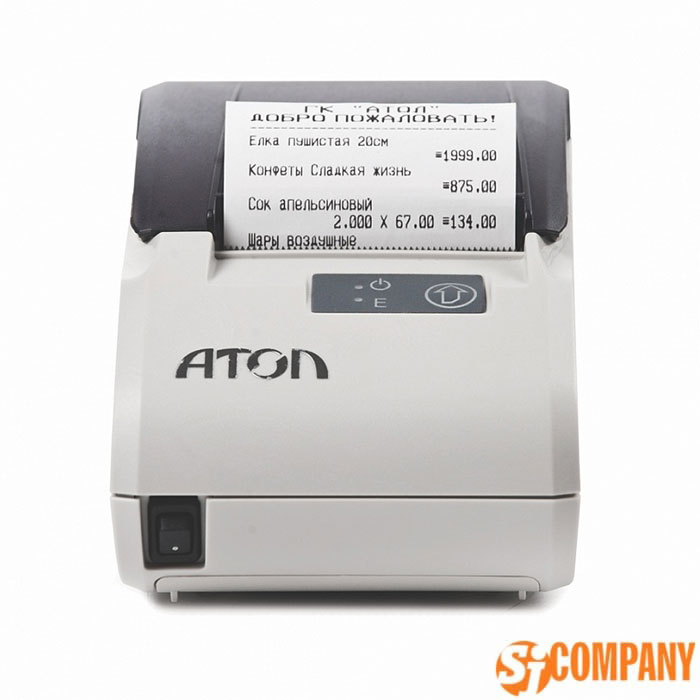 ГК "АТОЛ"
ДОБРО ПОЖАЛОВАТЬ!
Елка пушистая 20см
=1999.00
Конфеты Сладкая жизнь
=875.00
Сок апельсиновый
2.000 X 67.00 =134.00
Шары воздушные
E
АТОЛ
SiCOMPANY